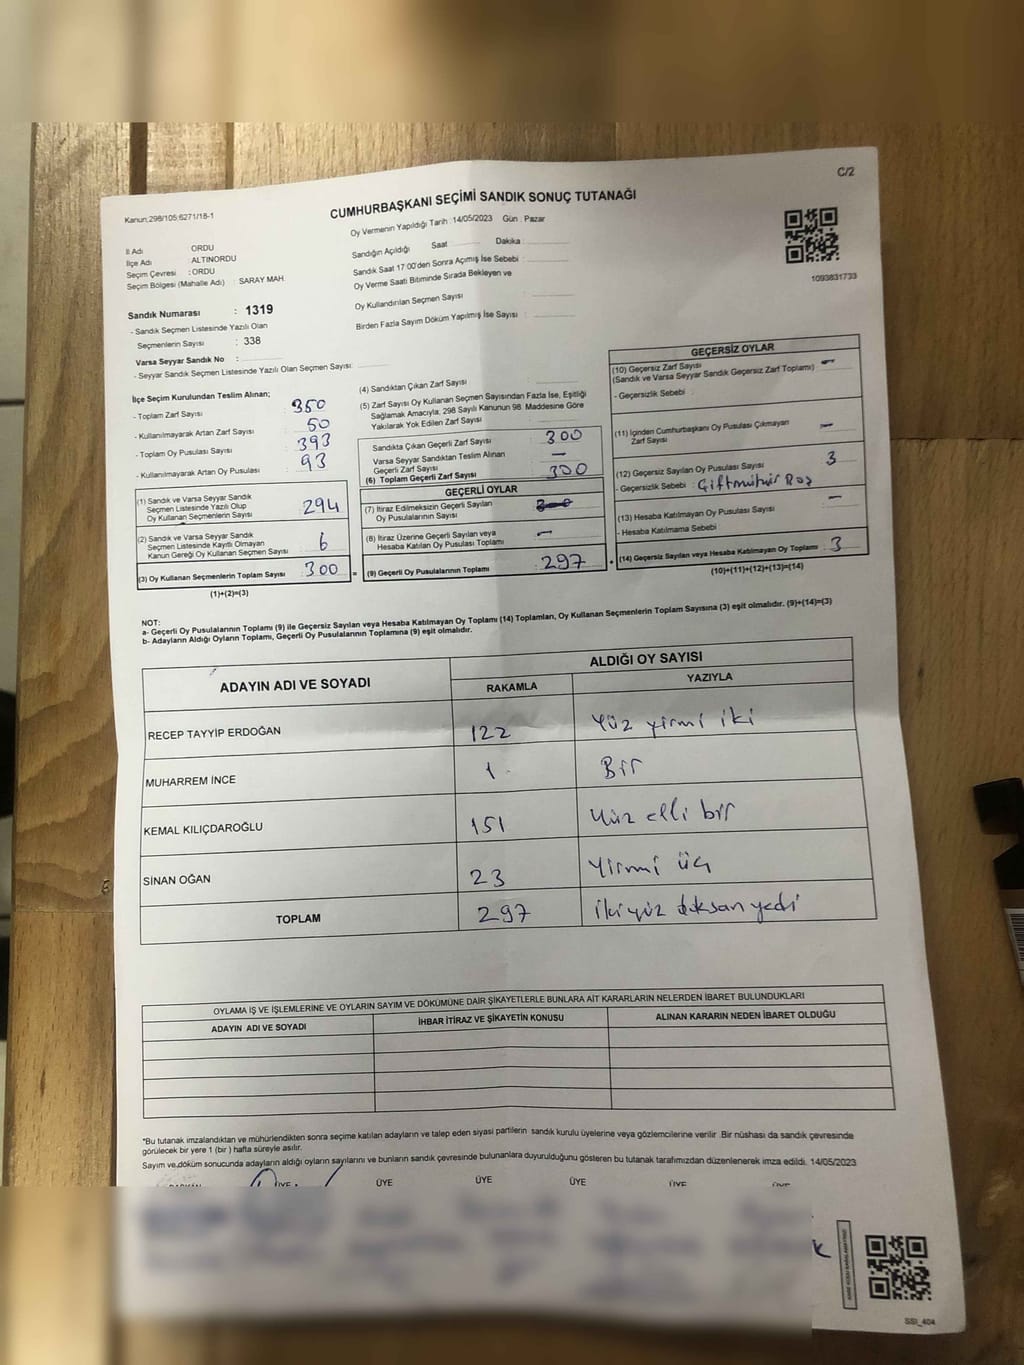 C/2
Kanun:298/105;6271/18-1
CUMHURBAŞKANI SEÇİMİ SANDIK SONUÇ TUTANAĞI
Oy Vermenin Yapıldığı Tarih :14/05/2023 Gün : Pazar
İl Adı ORDU
İlçe Adı : ALTINORDU
Seçim Çevresi : ORDU
Seçim Bölgesi (Mahalle Adı) : SARAY MAH.
Sandık Numarası : 1319
- Sandık Seçmen Listesinde Yazılı Olan
Seçmenlerin Sayısı : 338
Varsa Seyyar Sandık No :
- Seyyar Sandık Seçmen Listesinde Yazılı Olan Seçmen Sayısı:
Sandığın Açıldığı Saat Dakika :
Sandık Saat 17:00'den Sonra Açımış İse Sebebi :
Oy Verme Saati Bitiminde Sırada Bekleyen ve
Oy Kullandırılan Seçmen Sayısı :
Birden Fazla Sayım Döküm Yapılmış İse Sayısı :
1093831733
İlçe Seçim Kurulundan Teslim Alınan;
- Toplam Zarf Sayısı : 350
- Kullanılmayarak Artan Zarf Sayısı : 50
- Toplam Oy Pusulası Sayısı : 393
- Kullanılmayarak Artan Oy Pusulası : 93
(1) Sandık ve Varsa Seyyar Sandık
Seçmen Listesinde Yazılı Olup
Oy Kullanan Seçmenlerin Sayısı : 294
(2) Sandık ve Varsa Seyyar Sandık
Seçmen Listesinde Kayıtlı Olmayan
Kanun Gereği Oy Kullanan Seçmen Sayısı : 6
(3) Oy Kullanan Seçmenlerin Toplam Sayısı : 300
(1)+(2)=(3)
(4) Sandıktan Çıkan Zarf Sayısı :
(5) Zarf Sayısı Oy Kullanan Seçmen Sayısından Fazla İse, Eşitliği
Sağlamak Amacıyla, 298 Sayılı Kanunun 98. Maddesine Göre
Yakılarak Yok Edilen Zarf Sayısı :
Sandıkta Çıkan Geçerli Zarf Sayısı : 300
Varsa Seyyar Sandıktan Teslim Alınan
Geçerli Zarf Sayısı : -
(6) Toplam Geçerli Zarf Sayısı : 300
GEÇERLİ OYLAR
(7) İtiraz Edilmeksizin Geçerli Sayılan
Oy Pusulalarının Sayısı :
(8) İtiraz Üzerine Geçerli Sayılan veya
Hesaba Katılan Oy Pusulası Toplamı : -
= (9) Geçerli Oy Pusulalarının Toplamı : 297
GEÇERSİZ OYLAR
(10) Geçersiz Zarf Sayısı
(Sandık ve Varsa Seyyar Sandık Geçersiz Zarf Toplamı) -
- Geçersizlik Sebebi :
(11) İçinden Cumhurbaşkanı Oy Pusulası Çıkmayan
Zarf Sayısı : -
(12) Geçersiz Sayılan Oy Pusulası Sayısı : 3
- Geçersizlik Sebebi :
(13) Hesaba Katılmayan Oy Pusulası Sayısı : -
- Hesaba Katılmama Sebebi :
+ (14) Geçersiz Sayılan veya Hesaba Katılmayan Oy Toplamı : 3
(10)+(11)+(12)+(13)=(14)
NOT:
a- Geçerli Oy Pusulalarının Toplamı (9) ile Geçersiz Sayılan veya Hesaba Katılmayan Oy Toplamı (14) Toplamları, Oy Kullanan Seçmenlerin Toplam Sayısına (3) eşit olmalıdır. (9)+(14)=(3)
b- Adayların Aldığı Oyların Toplamı, Geçerli Oy Pusulalarının Toplamına (9) eşit olmalıdır.
ADAYIN ADI VE SOYADI ALDIĞI OY SAYISI
RAKAMLA YAZIYLA
RECEP TAYYİP ERDOĞAN 122 Yüz yirmi iki
MUHARREM İNCE 1 Bir
KEMAL KILIÇDAROĞLU 151 Yüz elli bir
SİNAN OĞAN 23 Yirmi üç
TOPLAM 297 İki yüz doksan yedi
OYLAMA İŞ VE İŞLEMLERİNE VE OYLARIN SAYIM VE DÖKÜMÜNE DAİR ŞİKAYETLERLE BUNLARA AİT KARARLARIN NELERDEN İBARET BULUNDUKLARI
ADAYIN ADI VE SOYADI İHBAR İTİRAZ VE ŞİKAYETİN KONUSU ALINAN KARARIN NEDEN İBARET OLDUĞU
*Bu tutanak imzalandıktan ve mühürlendikten sonra seçime katılan adayların ve talep eden siyasi partilerin sandık kurulu üyelerine veya gözlemcilerine verilir .Bir nüshası da sandık çevresinde
görülecek bir yere 1 (bir ) hafta süreyle asılır.
Sayım ve döküm sonucunda adayların aldığı oyların sayılarını ve bunların sandık çevresinde bulunanlara duyurulduğunu gösteren bu tutanak tarafımızdan düzenlenerek imza edildi. 14/05/2023
ÜYE ÜYE ÜYE ÜYE ÜYE ÜYE
SSI_404